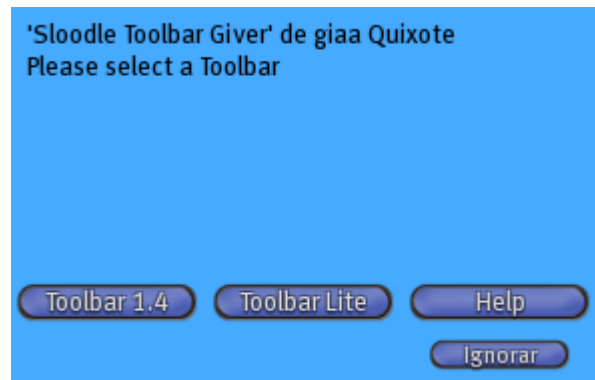 'Sloodle Toolbar Giver' de giaa Quixote
Please select a Toolbar
Toolbar 1.4 Toolbar Lite Help
Ignorar